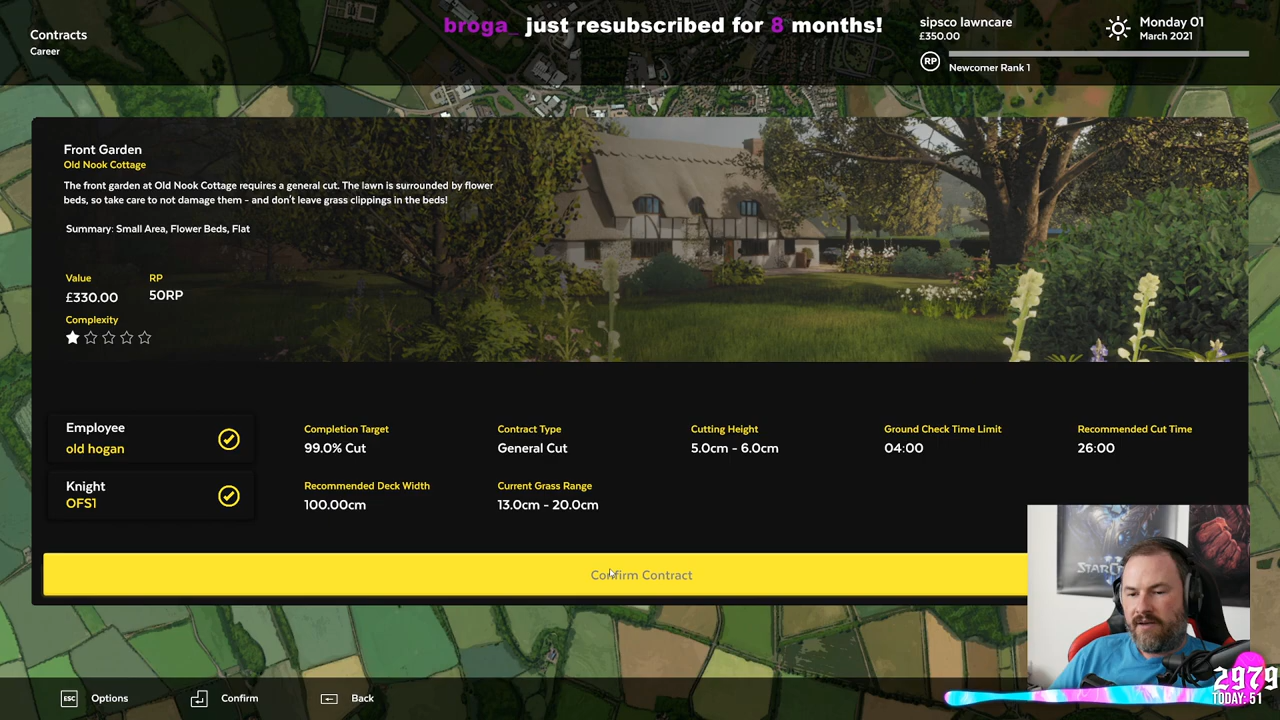 broga_ just resubscribed for 8 months!
Contracts
Career
sipsco lawncare
£350.00
Monday 01
March 2021
RP
Newcomer Rank 1
Front Garden
Old Nook Cottage
The front garden at Old Nook Cottage requires a general cut. The lawn is surrounded by flower
beds, so take care to not damage them - and don't leave grass clippings in the beds!
Summary: Small Area, Flower Beds, Flat
Value
£330.00
RP
50RP
Complexity
Employee
old hogan
Knight
OFS1
Completion Target
99.0% Cut
Contract Type
General Cut
Cutting Height
5.0cm - 6.0cm
Ground Check Time Limit
04:00
Recommended Cut Time
26:00
Recommended Deck Width
100.00cm
Current Grass Range
13.0cm - 20.0cm
Confirm Contract
2979
TODAY: 51
ESC Options
Confirm
Back